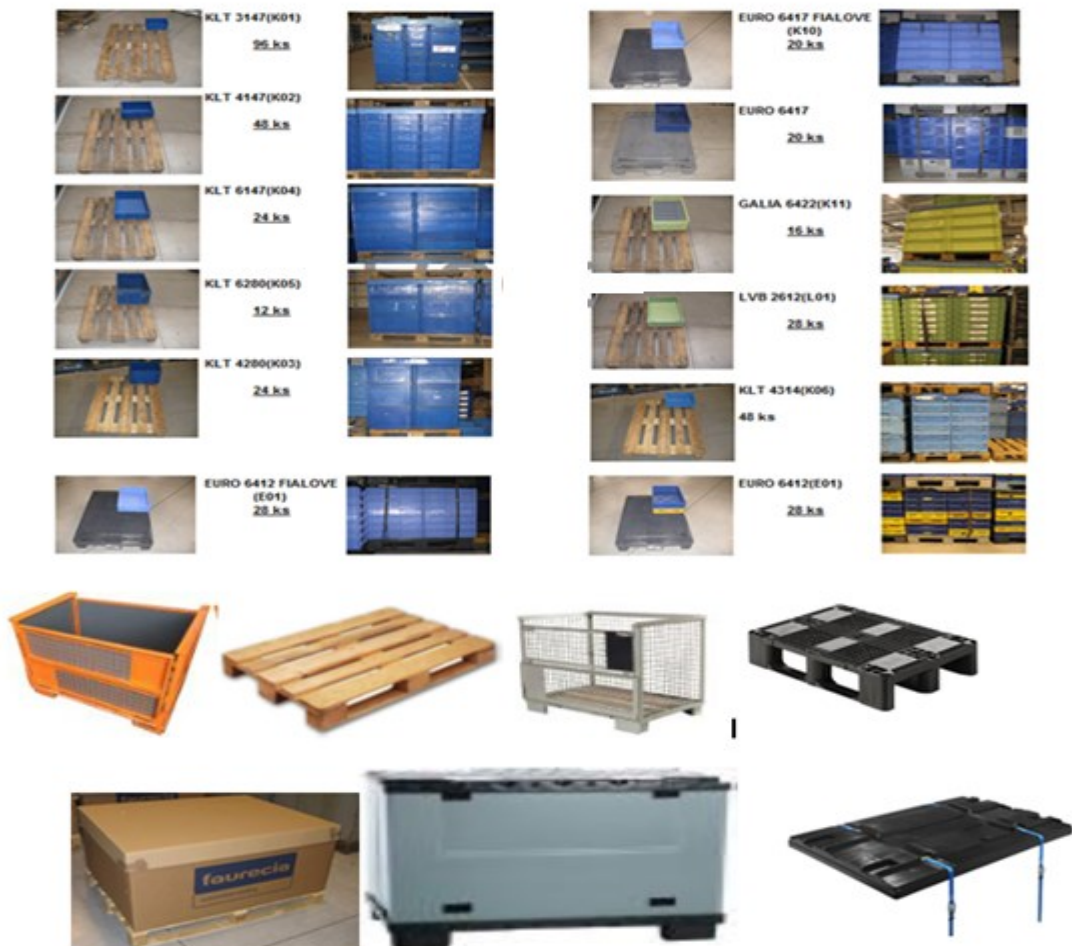 KLT 3147(K01)
96 ks
KLT 4147(K02)
48 ks
KLT 6147(K04)
24 ks
KLT 6280(K05)
12 ks
KLT 4280(K03)
24 ks
EURO 6412 FIALOVE
(E01)
28 ks
EURO 6417 FIALOVE
(K10)
20 ks
EURO 6417
20 ks
GALIA 6422(K11)
16 ks
LVB 2612(L01)
28 ks
KLT 4314(K06)
48 ks
EURO 6412(E01)
28 ks
faurecia